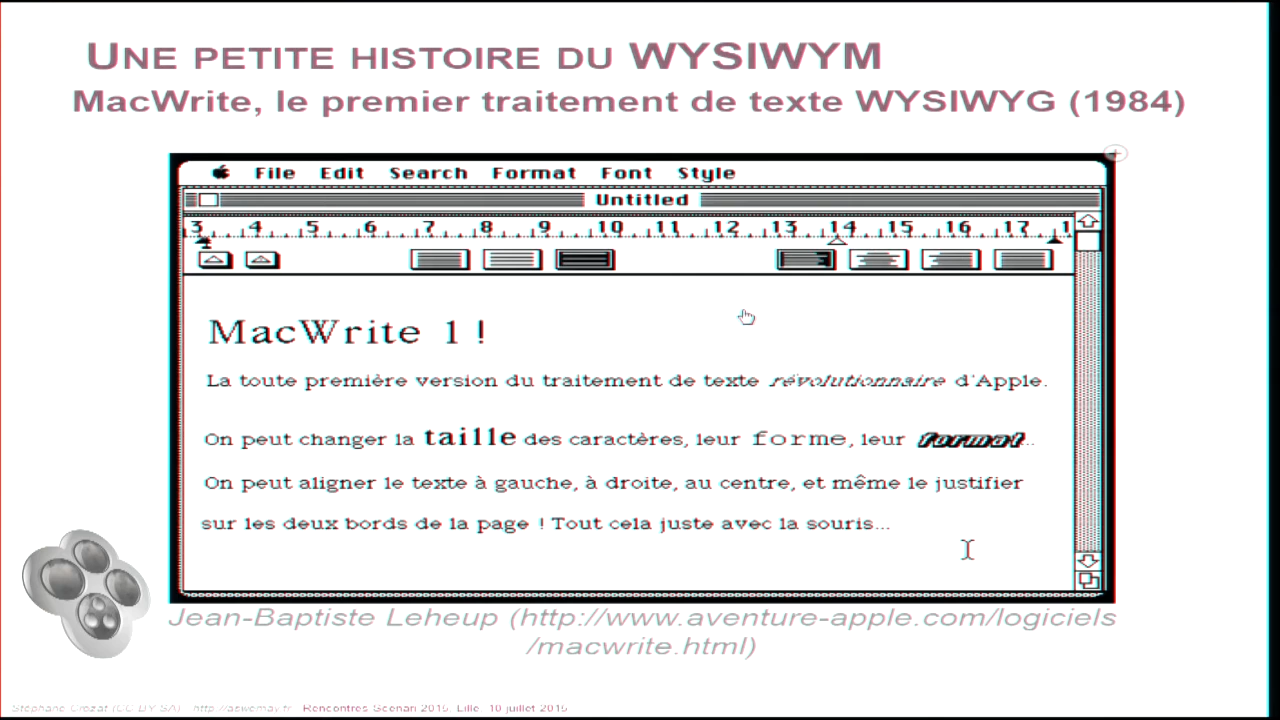 UNE PETITE HISTOIRE DU WYSIWYM
MacWrite, le premier traitement de texte WYSIWYG (1984)
File Edit Search Format Font Style
Untitled
3 4 5 6 7 8 9 10 11 12 13 14 15 16 17 1
MacWrite 1 !
La toute première version du traitement de texte révolutionnaire d'Apple.
On peut changer la taille des caractères, leur forme, leur format...
On peut aligner le texte à gauche, à droite, au centre, et même le justifier
sur les deux bords de la page ! Tout cela juste avec la souris...
Jean-Baptiste Leheup (http://www.aventure-apple.com/logiciels
/macwrite.html)
Stéphane Crozat (CC BY-SA) - http://aswemay.fr - Rencontres Scenari 2015, Lille, 10 juillet 2015